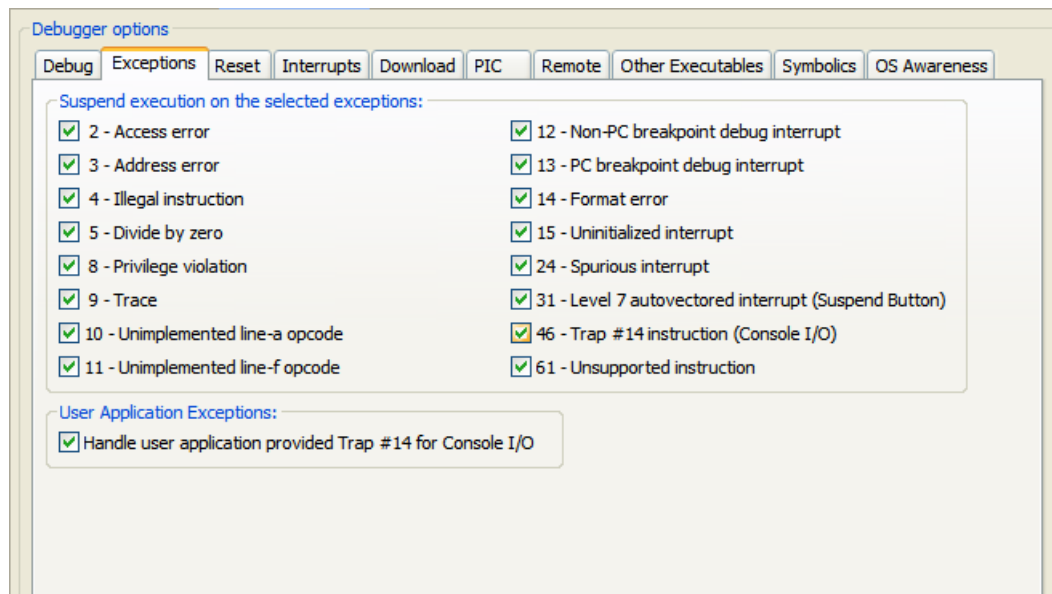 Debugger options
Debug Exceptions Reset Interrupts Download PIC Remote Other Executables Symbolics OS Awareness
Suspend execution on the selected exceptions:
2 - Access error
3 - Address error
4 - Illegal instruction
5 - Divide by zero
8 - Privilege violation
9 - Trace
10 - Unimplemented line-a opcode
11 - Unimplemented line-f opcode
12 - Non-PC breakpoint debug interrupt
13 - PC breakpoint debug interrupt
14 - Format error
15 - Uninitialized interrupt
24 - Spurious interrupt
31 - Level 7 autovectored interrupt (Suspend Button)
46 - Trap #14 instruction (Console I/O)
61 - Unsupported instruction
User Application Exceptions:
Handle user application provided Trap #14 for Console I/O